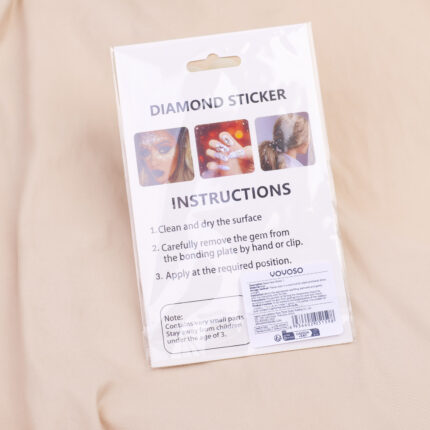 DIAMOND STICKER
INSTRUCTIONS
1.Clean and dry the surface
2. Carefully remove the gem from
the bonding plate by hand or clip.
3. Apply at the required position.
YOYOSO
Note:
Contains very small parts
Stay away from children
under the age of 3.